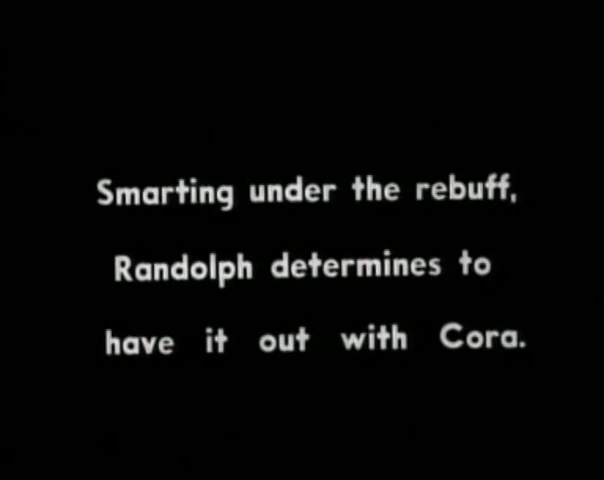 Smarting under the rebuff,
Randolph determines to
have it out with Cora.